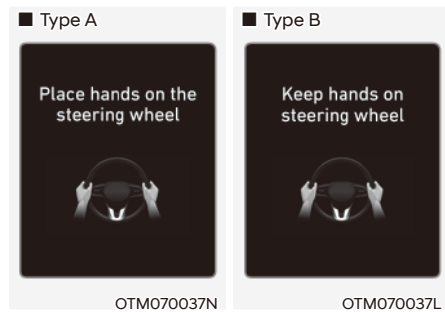 ■ Type A
Place hands on the
steering wheel
OTM070037N
■ Type B
Keep hands on
steering wheel
OTM070037L